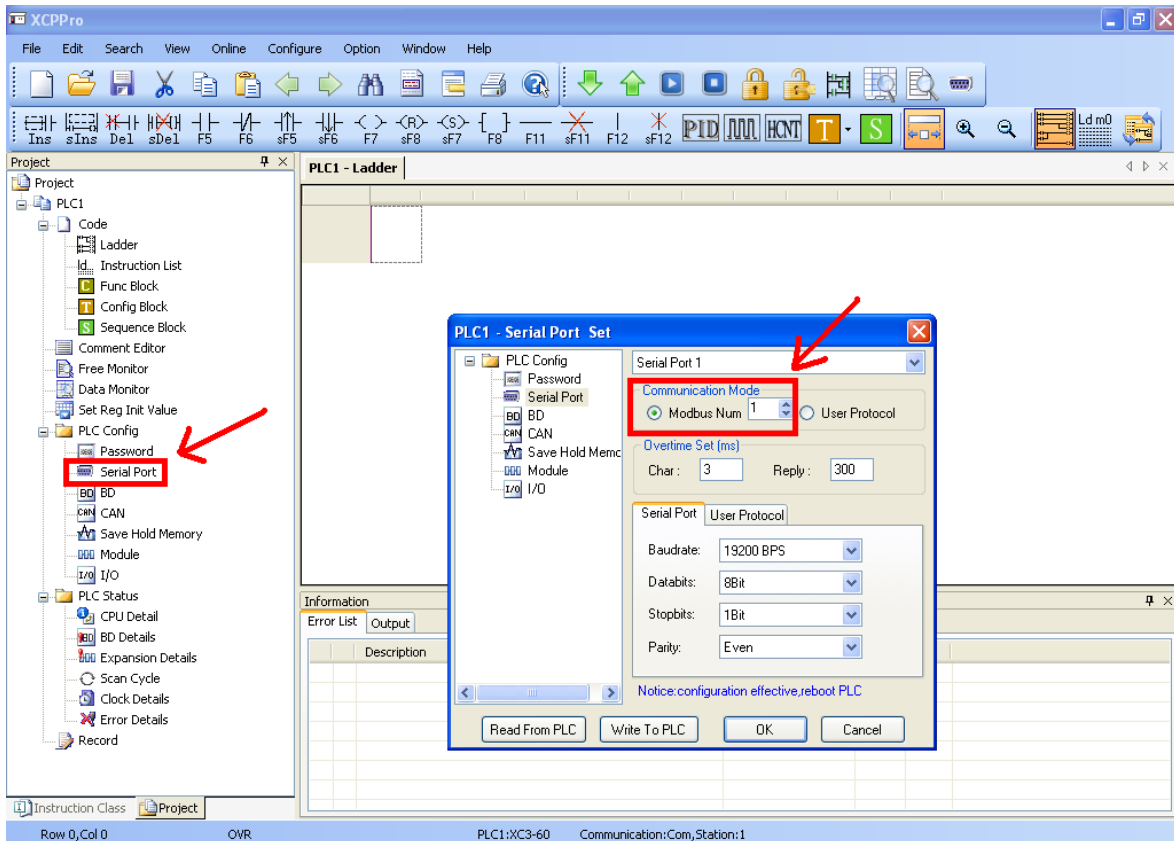 XCPPro
File Edit Search View Online Configure Option Window Help
Ins sIns Del sDel F5 F6 sF5 sF6 F7 sF8 sF7 F8 F11 sF11 F12 sF12 PID HCNT T S Ld m0
Project
PLC1 - Ladder
Project
PLC1
Code
Ladder
Instruction List
Func Block
Config Block
Sequence Block
Comment Editor
Free Monitor
Data Monitor
Set Reg Init Value
PLC Config
Password
Serial Port
BD BD
CAN CAN
Save Hold Memory
Module
I/O I/O
PLC Status
CPU Detail
BD BD Details
Expansion Details
Scan Cycle
Clock Details
Error Details
Record
Instruction Class Project
PLC1 - Serial Port Set
PLC Config
Password
Serial Port
BD BD
CAN CAN
Save Hold Memc
Module
I/O I/O
Serial Port 1
Communication Mode
Modbus Num 1 User Protocol
Overtime Set (ms)
Char : 3 Reply : 300
Serial Port User Protocol
Baudrate: 19200 BPS
Databits: 8Bit
Stopbits: 1Bit
Parity: Even
Notice:configuration effective,reboot PLC
Read From PLC Write To PLC OK Cancel
Information
Error List Output
Description
Row 0,Col 0 OVR PLC1:XC3-60 Communication:Com,Station:1